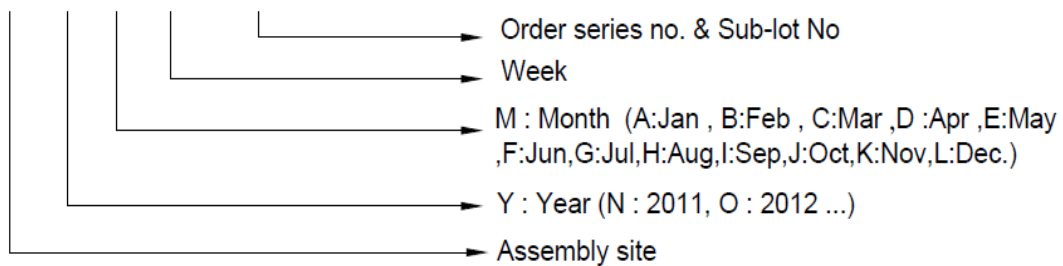 Order series no. & Sub-lot No
Week
M : Month (A:Jan , B:Feb , C:Mar ,D :Apr ,E:May
,F:Jun,G:Jul,H:Aug,I:Sep,J:Oct,K:Nov,L:Dec.)
Y : Year (N : 2011, O : 2012 ...)
Assembly site